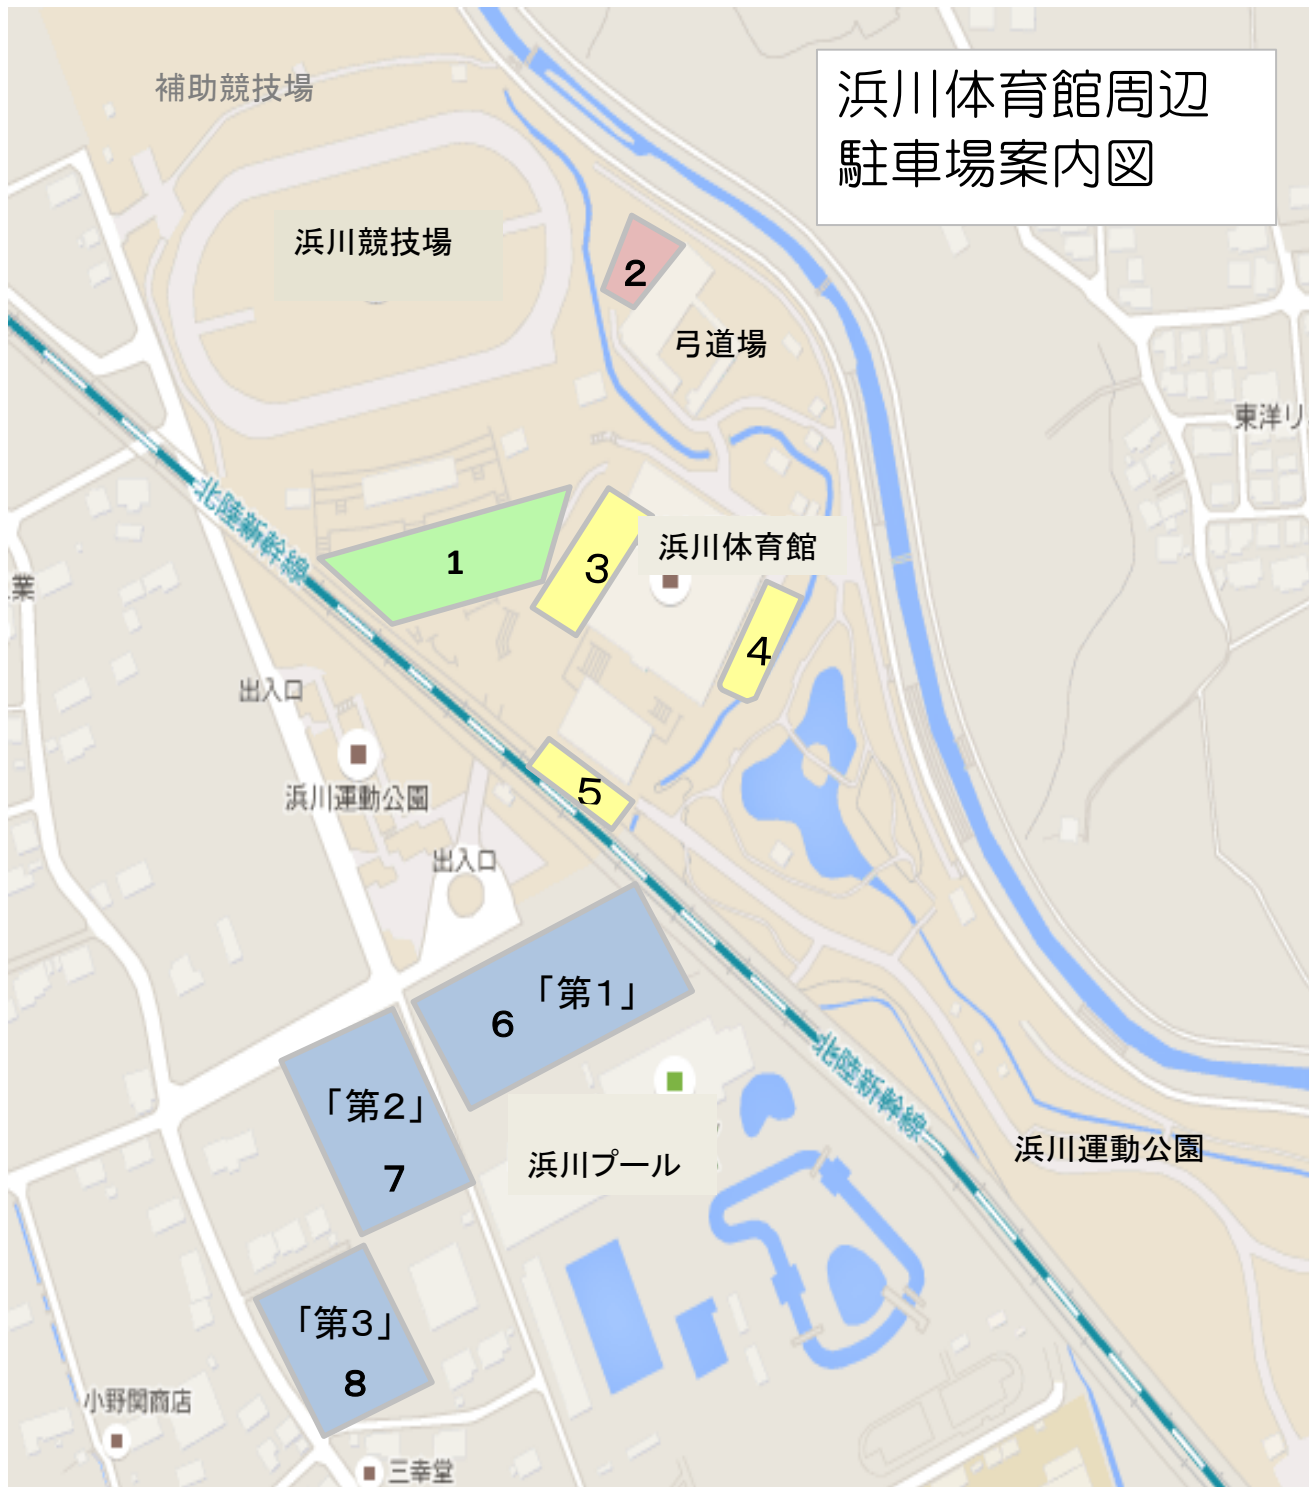 浜川体育館周辺
駐車場案内図
補助競技場
浜川競技場
2
弓道場
東洋リ
北陸新幹線
1
3
浜川体育館
業
4
出入口
5
浜川運動公園
出入口
「第1」
6
北陸新幹線
「第2」
浜川運動公園
浜川プール
7
「第3」
8
小野関商店
三幸堂